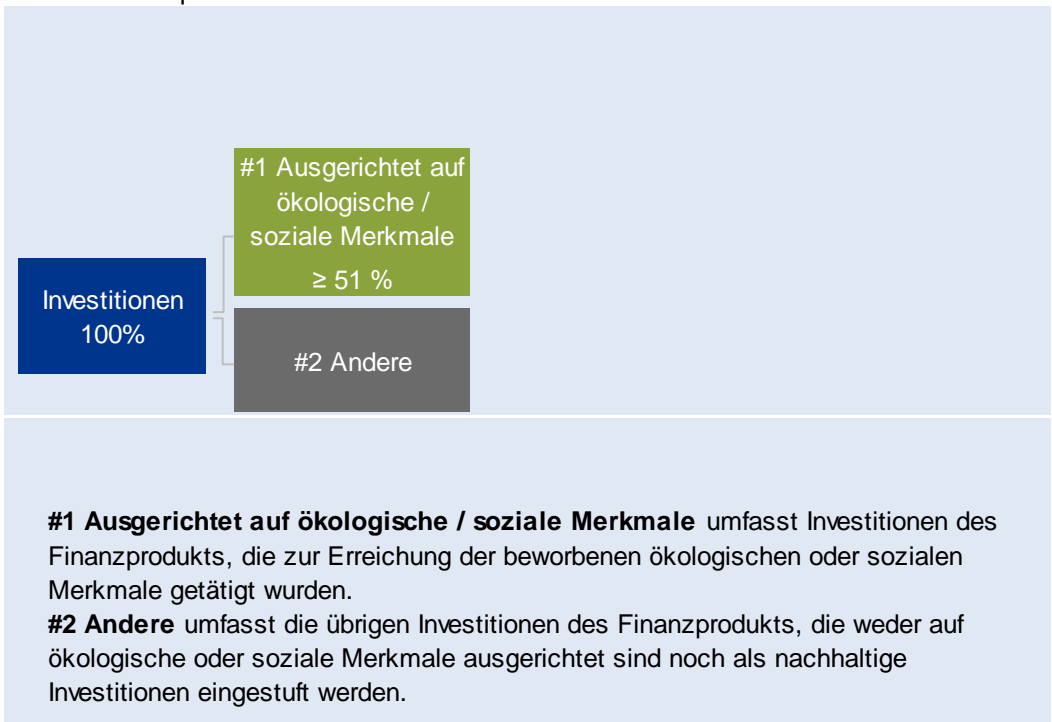 #1 Ausgerichtet auf
ökologische /
soziale Merkmale
≥ 51 %
Investitionen
100%
#2 Andere
#1 Ausgerichtet auf ökologische / soziale Merkmale umfasst Investitionen des
Finanzprodukts, die zur Erreichung der beworbenen ökologischen oder sozialen
Merkmale getätigt wurden.
#2 Andere umfasst die übrigen Investitionen des Finanzprodukts, die weder auf
ökologische oder soziale Merkmale ausgerichtet sind noch als nachhaltige
Investitionen eingestuft werden.